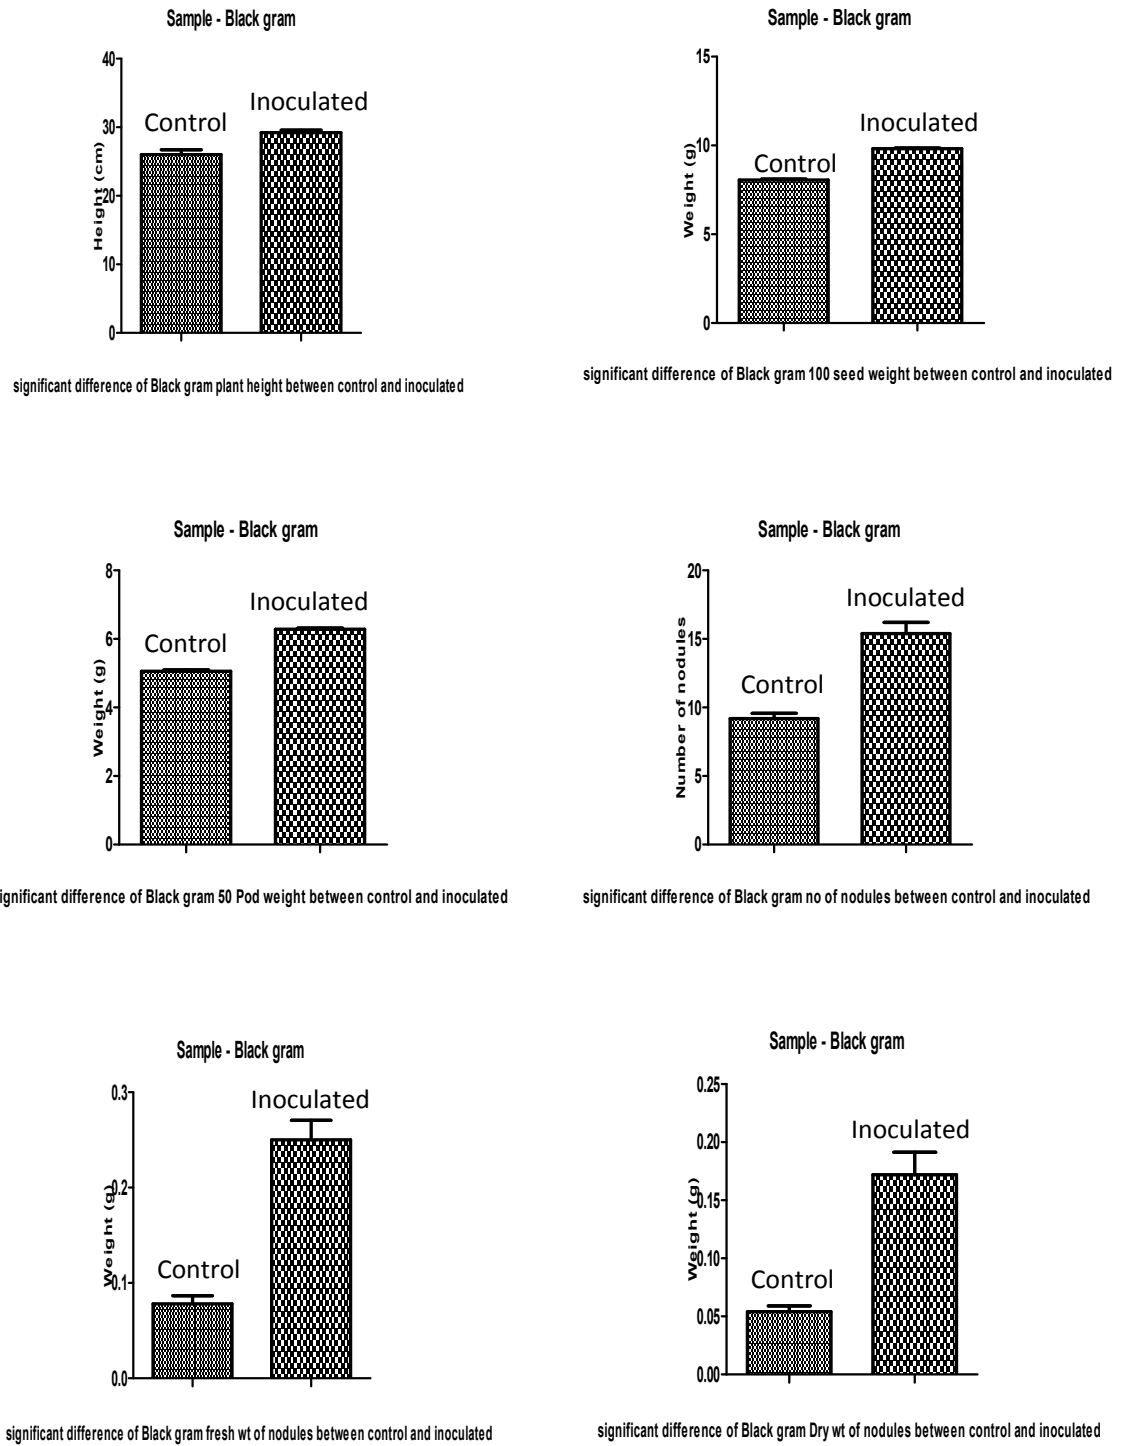 Sample - Black gram
40
30
20
10
0
Height (cm)
Control
Inoculated
significant difference of Black gram plant height between control and inoculated
Sample - Black gram
15
10
5
0
Weight (g)
Control
Inoculated
significant difference of Black gram 100 seed weight between control and inoculated
Sample - Black gram
8
6
4
2
0
Weight (g)
Control
Inoculated
ignificant difference of Black gram 50 Pod weight between control and inoculated
Sample - Black gram
20
15
10
5
0
Number of nodules
Control
Inoculated
significant difference of Black gram no of nodules between control and inoculated
Sample - Black gram
0.3
0.2
0.1
0.0
Weight (g)
Control
Inoculated
significant difference of Black gram fresh wt of nodules between control and inoculated
Sample - Black gram
0.25
0.20
0.15
0.10
0.05
0.00
Weight (g)
Control
Inoculated
significant difference of Black gram Dry wt of nodules between control and inoculated